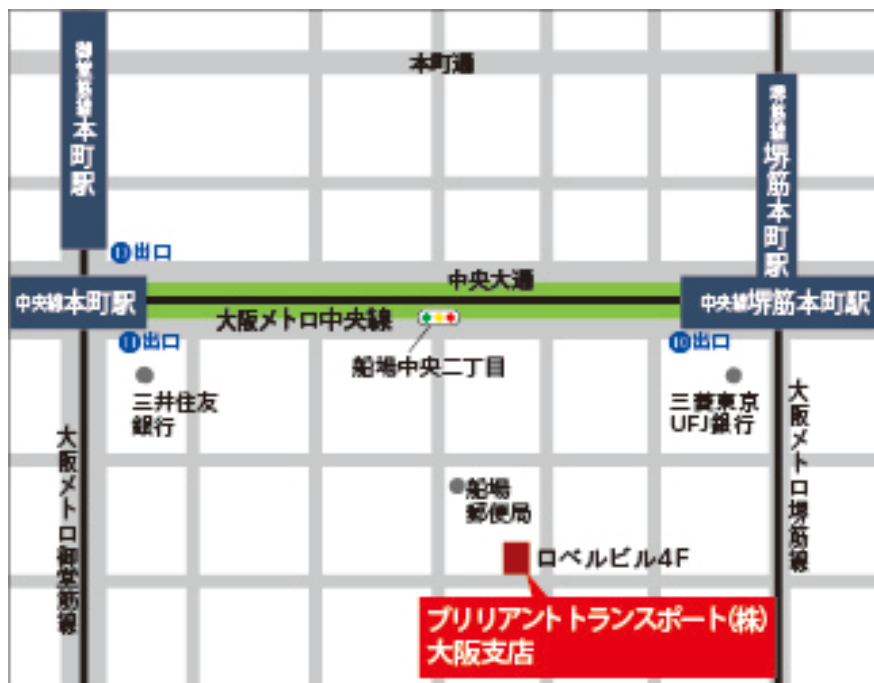 本町通
御堂筋線本町駅
堺筋線堺筋本町駅
出口
中央大通
中央線本町駅
中央線堺筋本町駅
大阪メトロ中央線
⑪出口
⑩出口
船場中央二丁目
三井住友
銀行
三菱東京
UFJ銀行
大阪メトロ御堂筋線
大阪メトロ堺筋線
船場
郵便局
ロベルビル4F
ブリリアント トランスポート(株)
大阪支店